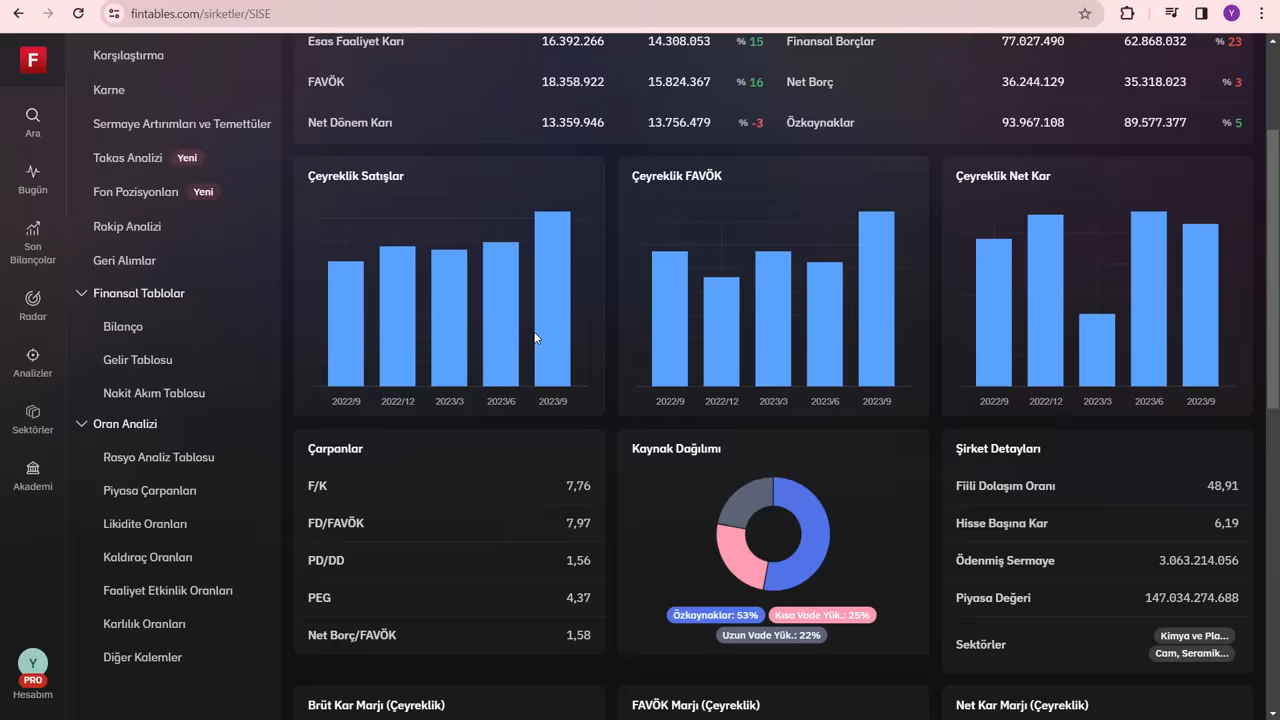 fintables.com/sirketler/SISE
Y
F
Ara
Bugün
Son
Bilançolar
Radar
Analizler
Sektörler
Akademi
Y
PRO
Hesabım
Karşılaştırma
Karne
Sermaye Artırımları ve Temettüler
Takas Analizi Yeni
Fon Pozisyonları Yeni
Rakip Analizi
Geri Alımlar
Finansal Tablolar
Bilanço
Gelir Tablosu
Nakit Akım Tablosu
Oran Analizi
Rasyo Analiz Tablosu
Piyasa Çarpanları
Likidite Oranları
Kaldıraç Oranları
Faaliyet Etkinlik Oranları
Karlılık Oranları
Diğer Kalemler
Esas Faaliyet Karı 16.392.266 14.308.053 % 15
FAVÖK 18.358.922 15.824.367 % 16
Net Dönem Karı 13.359.946 13.756.479 % -3
Finansal Borçlar 77.027.490 62.868.032 % 23
Net Borç 36.244.129 35.318.023 % 3
Özkaynaklar 93.967.108 89.577.377 % 5
Çeyreklik Satışlar
2022/9 2022/12 2023/3 2023/6 2023/9
Çeyreklik FAVÖK
2022/9 2022/12 2023/3 2023/6 2023/9
Çeyreklik Net Kar
2022/9 2022/12 2023/3 2023/6 2023/9
Çarpanlar
F/K 7,76
FD/FAVÖK 7,97
PD/DD 1,56
PEG 4,37
Net Borç/FAVÖK 1,58
Kaynak Dağılımı
Özkaynaklar: 53% Kısa Vade Yük.: 25%
Uzun Vade Yük.: 22%
Şirket Detayları
Fiili Dolaşım Oranı 48,91
Hisse Başına Kar 6,19
Ödenmiş Sermaye 3.063.214.056
Piyasa Değeri 147.034.274.688
Sektörler Kimya ve Pla...
Cam, Seramik...
Brüt Kar Marjı (Çeyreklik)
FAVÖK Marjı (Çeyreklik)
Net Kar Marjı (Çeyreklik)